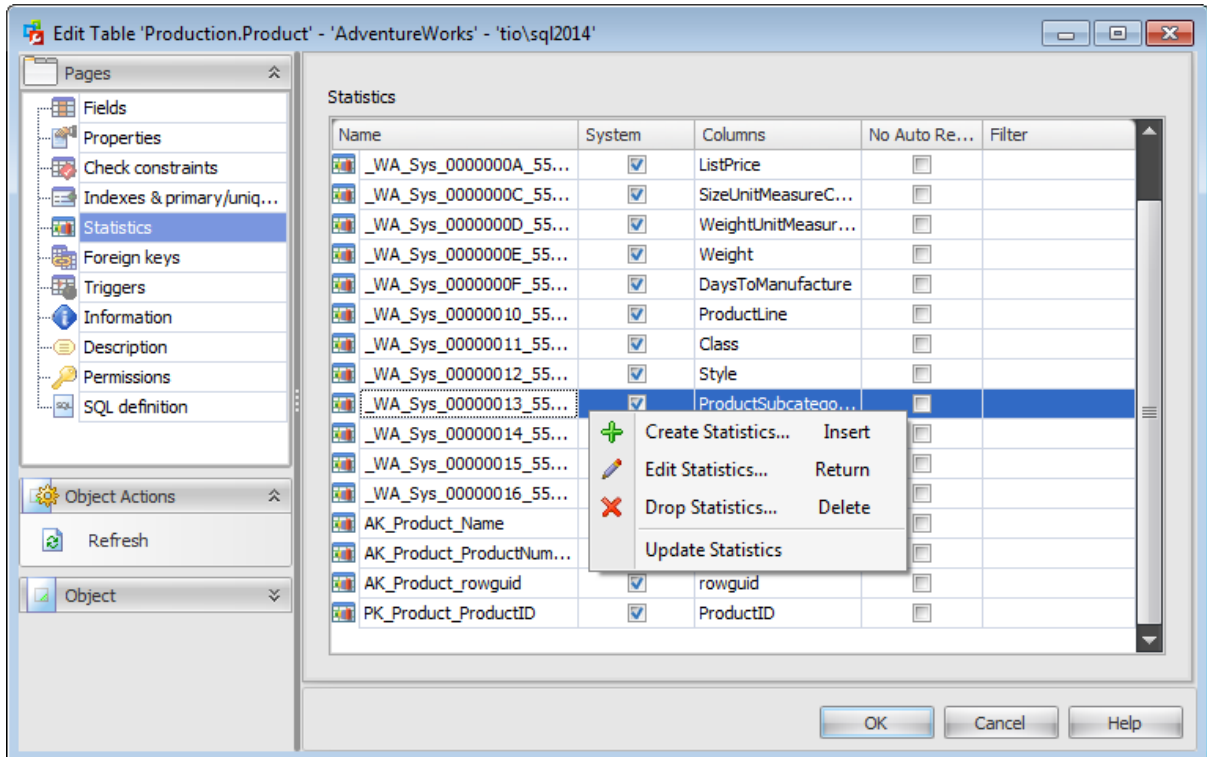 Edit Table 'Production.Product' - 'AdventureWorks' - 'tio\sql2014'
Pages
Fields
Properties
Check constraints
Indexes & primary/uniq...
Statistics
Foreign keys
Triggers
Information
Description
Permissions
SQL definition
Object Actions
Refresh
Object
Statistics
Name System Columns No Auto Re... Filter
_WA_Sys_0000000A_55... ListPrice
_WA_Sys_0000000C_55... SizeUnitMeasureC...
_WA_Sys_0000000D_55... WeightUnitMeasur...
_WA_Sys_0000000E_55... Weight
_WA_Sys_0000000F_55... DaysToManufacture
_WA_Sys_00000010_55... ProductLine
_WA_Sys_00000011_55... Class
_WA_Sys_00000012_55... Style
_WA_Sys_00000013_55... ProductSubcatego...
_WA_Sys_00000014_55...
_WA_Sys_00000015_55...
_WA_Sys_00000016_55...
AK_Product_Name
AK_Product_ProductNum...
AK_Product_rowguid rowguid
PK_Product_ProductID ProductID
Create Statistics... Insert
Edit Statistics... Return
Drop Statistics... Delete
Update Statistics
OK Cancel Help